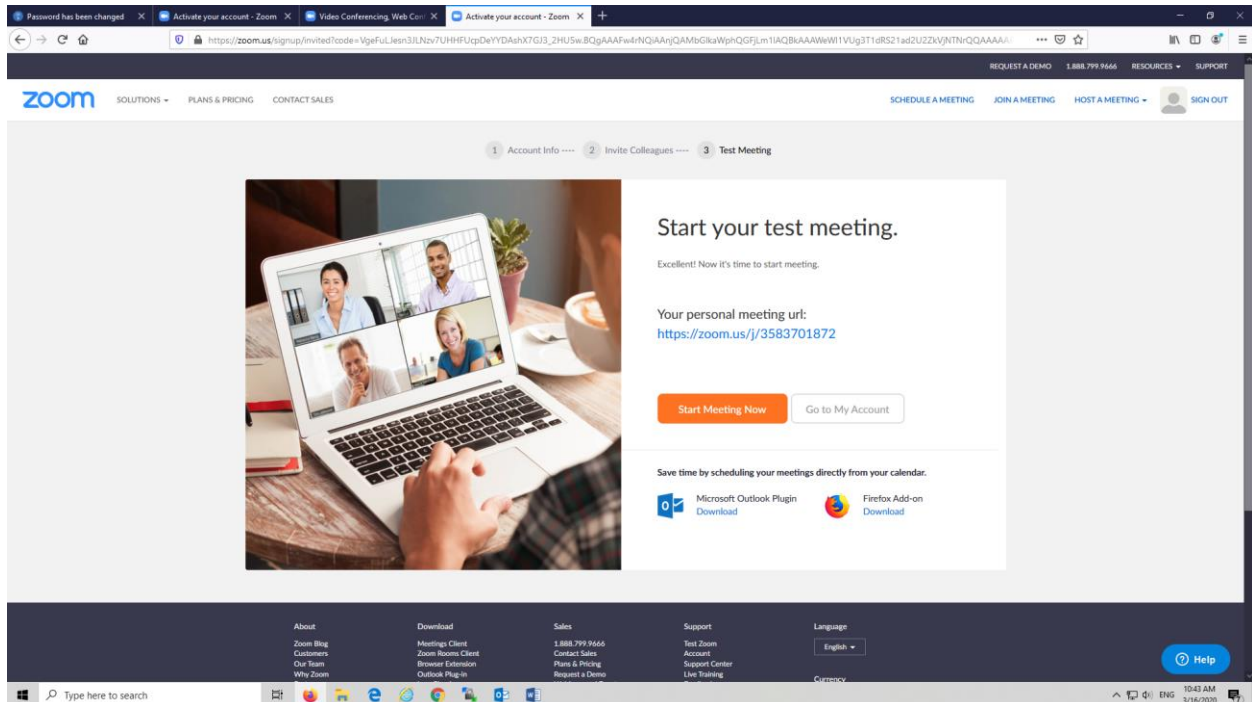 Password has been changed
Activate your account - Zoom
Video Conferencing, Web Conf
Activate your account - Zoom
zoom
REQUEST A DEMO 1.888.799.9666 RESOURCES SUPPORT
SOLUTIONS PLANS & PRICING CONTACT SALES
SCHEDULE A MEETING JOIN A MEETING HOST A MEETING SIGN OUT
1 Account Info ---- 2 Invite Colleagues ---- 3 Test Meeting
Start your test meeting.
Excellent! Now it's time to start meeting.
Your personal meeting url:
https://zoom.us/j/3583701872
Start Meeting Now
Go to My Account
Save time by scheduling your meetings directly from your calendar.
Microsoft Outlook Plugin
Download
Firefox Add-on
Download
About
Zoom Blog
Customers
Our Team
Why Zoom
Download
Meetings Client
Zoom Rooms Client
Browser Extension
Outlook Plug-in
Sales
1.888.799.9666
Contact Sales
Plans & Pricing
Request a Demo
Support
Test Zoom
Account
Support Center
Live Training
Language
English
Currency
Help
Type here to search
ENG
10:43 AM
3/16/2020